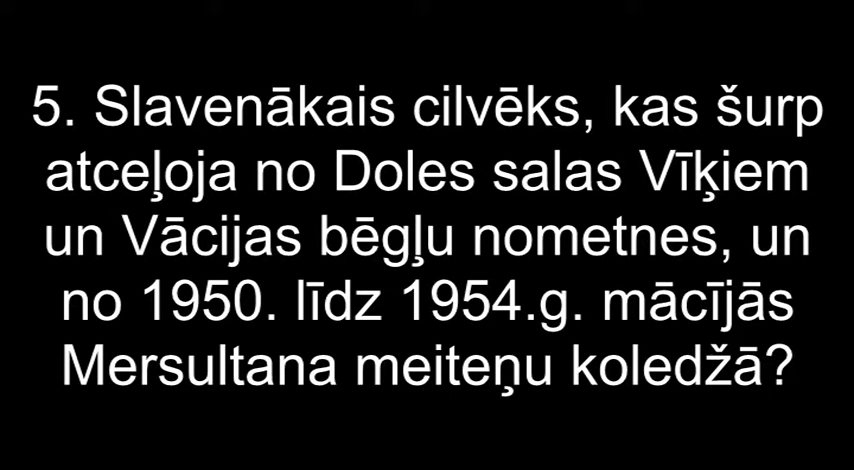 5. Slavenākais cilvēks, kas šurp
atceļoja no Doles salas Vīķiem
un Vācijas bēgļu nometnes, un
no 1950. līdz 1954.g. mācījās
Mersultana meiteņu koledžā?